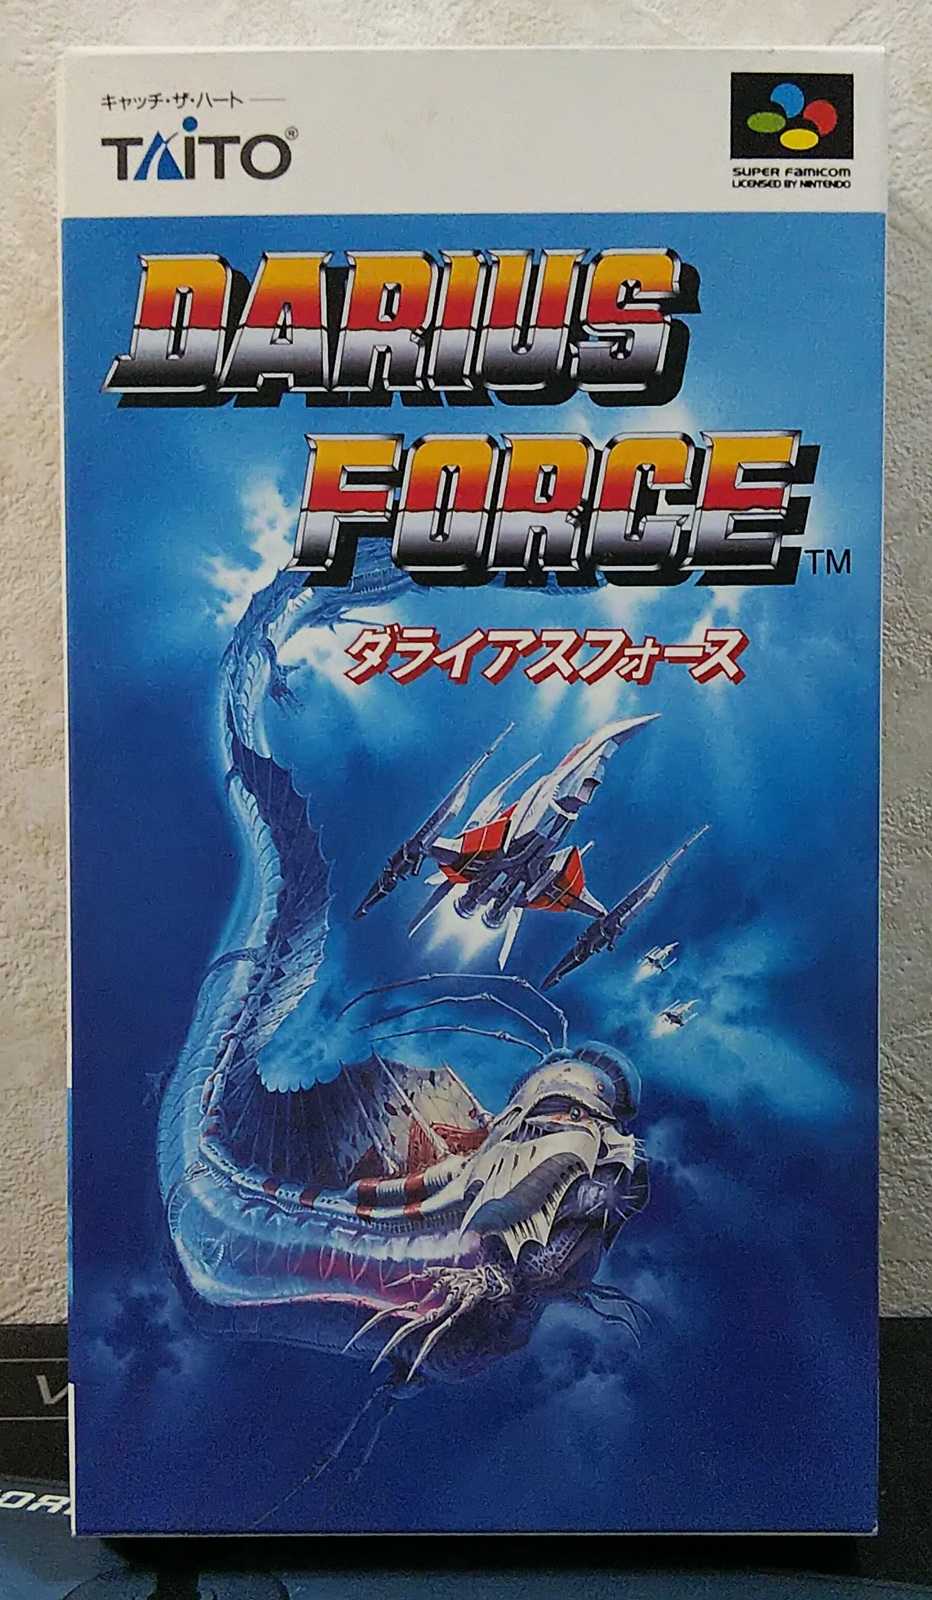 キャッチ・ザ・ハート
TAiTO®
SUPER FAMICOM
LICENSED BY NINTENDO
DARIUS
FORCE TM
ダライアスフォース